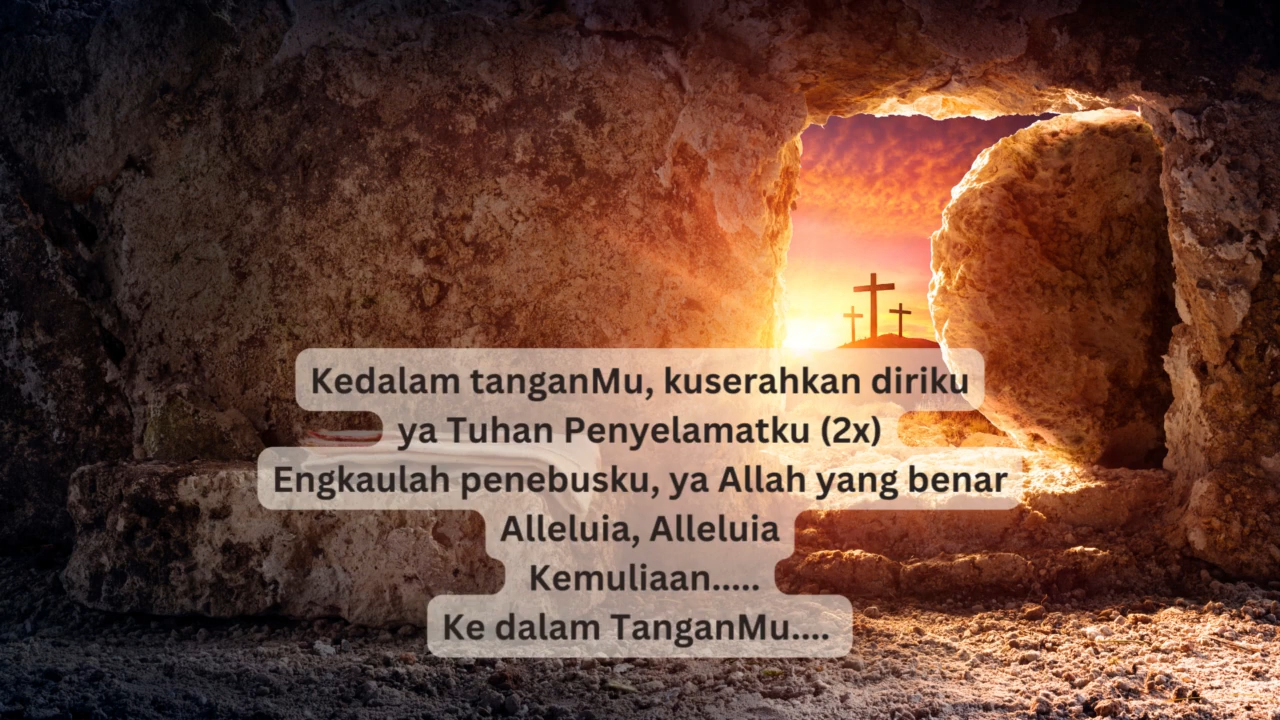 Kedalam tanganMu, kuserahkan diriku
ya Tuhan Penyelamatku (2x)
Engkaulah penebusku, ya Allah yang benar
Alleluia, Alleluia
Kemuliaan.....
Ke dalam TanganMu....